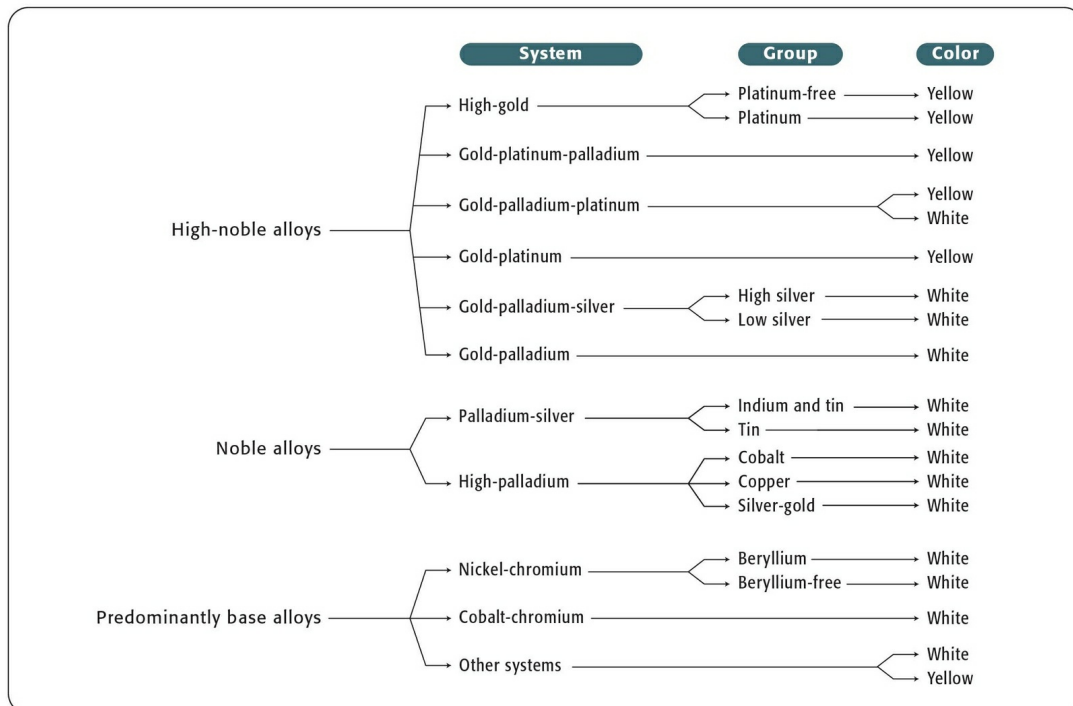 System Group Color
High-gold Platinum-free Yellow
Platinum Yellow
Gold-platinum-palladium Yellow
Gold-palladium-platinum Yellow
White
High-noble alloys
Gold-platinum Yellow
Gold-palladium-silver High silver White
Low silver White
Gold-palladium White
Palladium-silver Indium and tin White
Tin White
Noble alloys
High-palladium Cobalt White
Copper White
Silver-gold White
Nickel-chromium Beryllium White
Beryllium-free White
Predominantly base alloys Cobalt-chromium White
Other systems White
Yellow